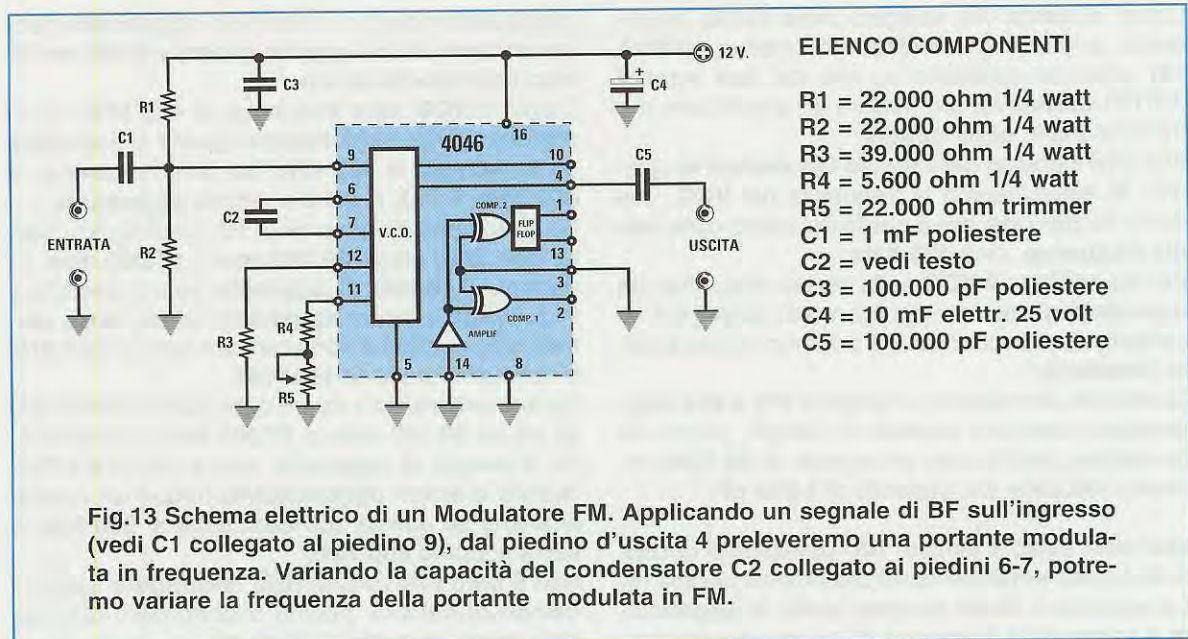 12 V.
C3
C4
+
R1
C1
16
4046
9
10
6
4
C5
C2
7
V.C.O.
COMP. 2
FLIP
FLOP
1
ENTRATA
R2
12
13
USCITA
11
3
COMP. 1
2
R4
R3
AMPLIF
R5
5
14
8
ELENCO COMPONENTI
R1 = 22.000 ohm 1/4 watt
R2 = 22.000 ohm 1/4 watt
R3 = 39.000 ohm 1/4 watt
R4 = 5.600 ohm 1/4 watt
R5 = 22.000 ohm trimmer
C1 = 1 mF poliestere
C2 = vedi testo
C3 = 100.000 pF poliestere
C4 = 10 mF elettr. 25 volt
C5 = 100.000 pF poliestere
Fig.13 Schema elettrico di un Modulatore FM. Applicando un segnale di BF sull'ingresso
(vedi C1 collegato al piedino 9), dal piedino d'uscita 4 preleveremo una portante modula-
ta in frequenza. Variando la capacità del condensatore C2 collegato ai piedini 6-7, potre-
mo variare la frequenza della portante modulata in FM.